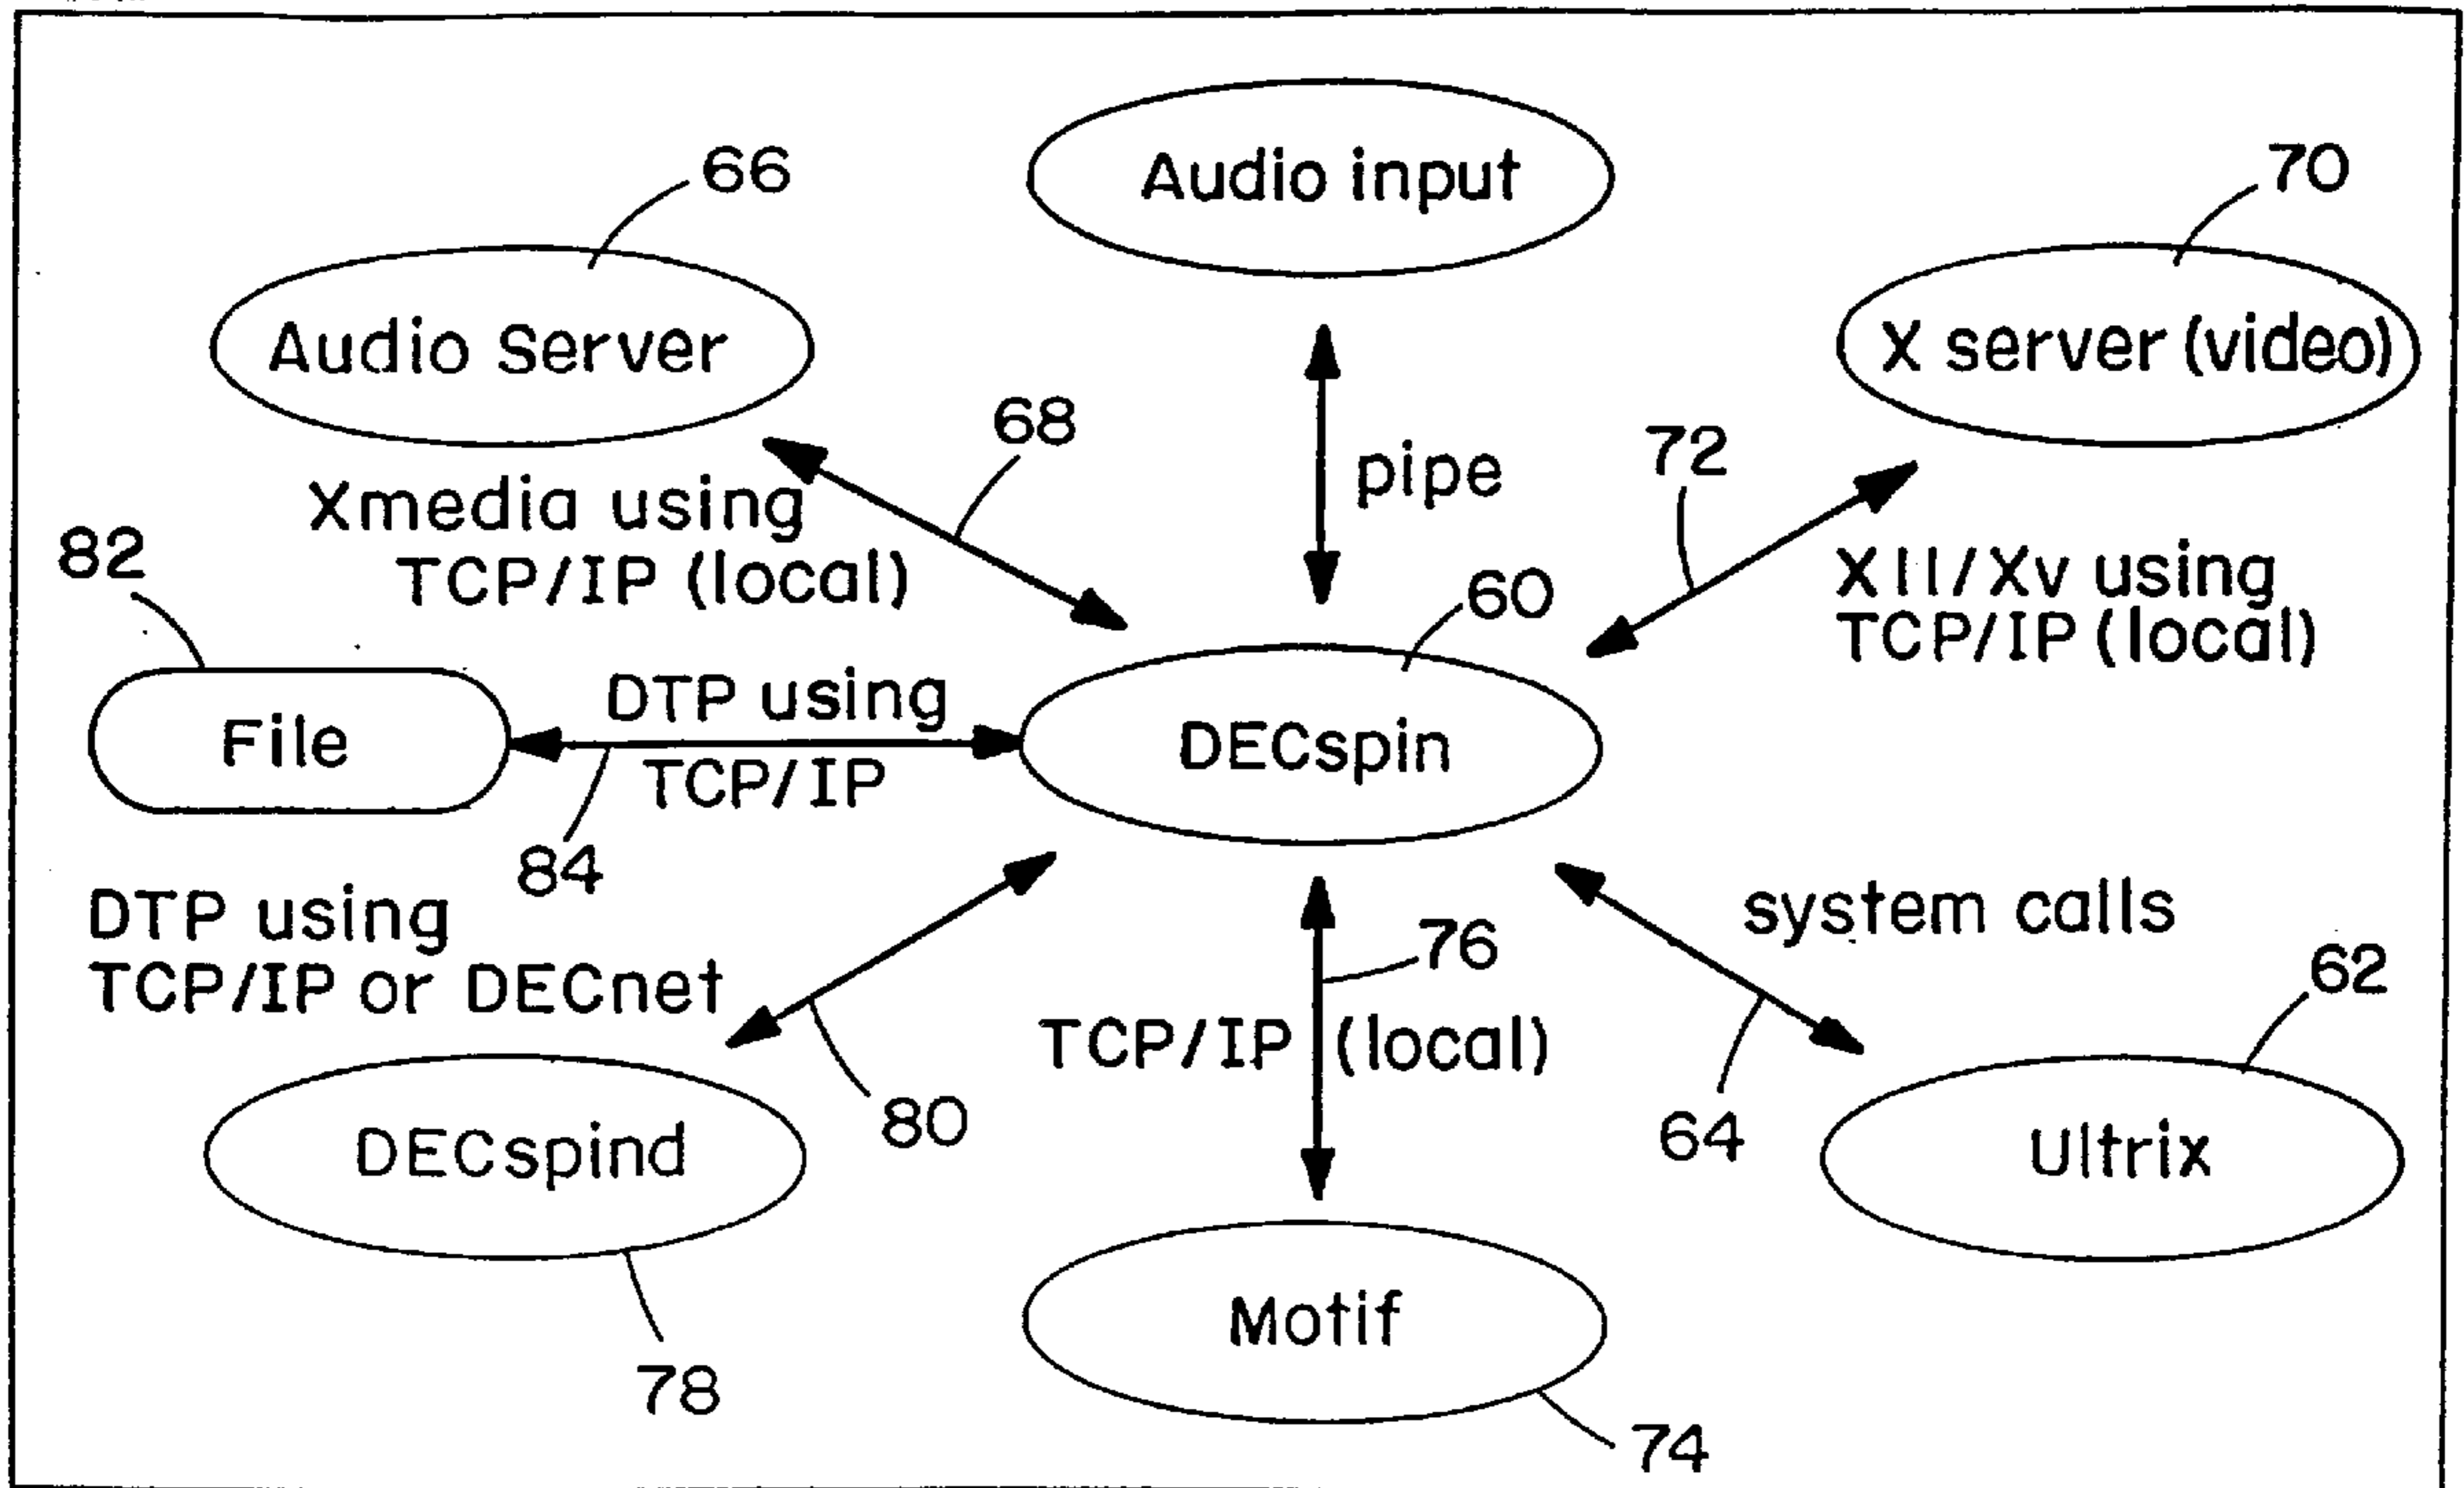 Audio input
66
70
Audio Server
X server (video)
68
pipe
72
Xmedia using
TCP/IP (local)
82
60
X11/Xv using
TCP/IP (local)
DTP using
File
DECspin
TCP/IP
84
DTP using
TCP/IP or DECnet
system calls
76
62
TCP/IP (local)
80
64
DECspind
Ultrix
Motif
78
74